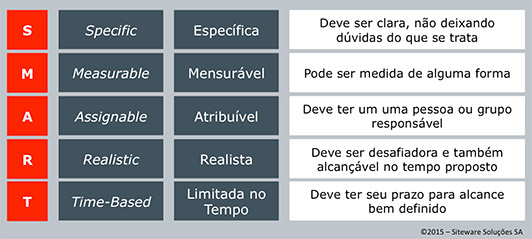 S Specific Específica Deve ser clara, não deixando
dúvidas do que se trata
M Measurable Mensurável Pode ser medida de alguma forma
A Assignable Atribuível Deve ter um uma pessoa ou grupo
responsável
R Realistic Realista Deve ser desafiadora e também
alcançável no tempo proposto
T Time-Based Limitada no
Tempo Deve ter seu prazo para alcance
bem definido
©2015 – Siteware Soluções SA